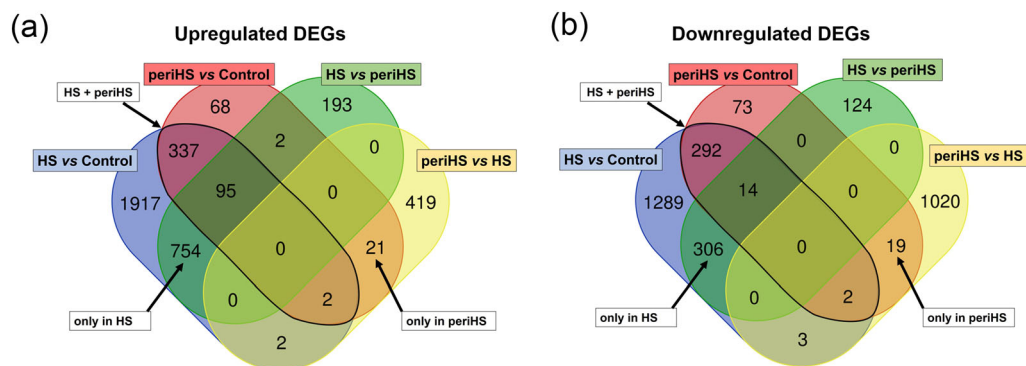 (a)
Upregulated DEGs
HS + periHS
periHS vs Control
HS vs periHS
HS vs Control
periHS vs HS
68
193
337
2
0
1917
95
0
419
754
0
21
0
2
2
only in HS
only in periHS
(b)
Downregulated DEGs
HS + periHS
periHS vs Control
HS vs periHS
HS vs Control
periHS vs HS
73
124
292
0
0
1289
14
0
1020
306
0
19
0
2
3
only in HS
only in periHS